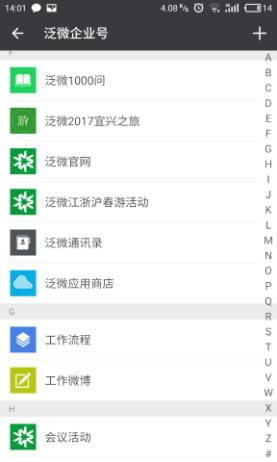 14:01
4.08 K/s
14
泛微企业号
F
泛微1000问
游
泛微2017宜兴之旅
泛微官网
泛微江浙沪春游活动
泛微通讯录
泛微应用商店
G
工作流程
工作微博
H
会议活动
A
B
C
D
E
F
G
H
I
J
K
L
M
N
O
P
Q
R
S
T
U
V
W
X
Y
Z
#